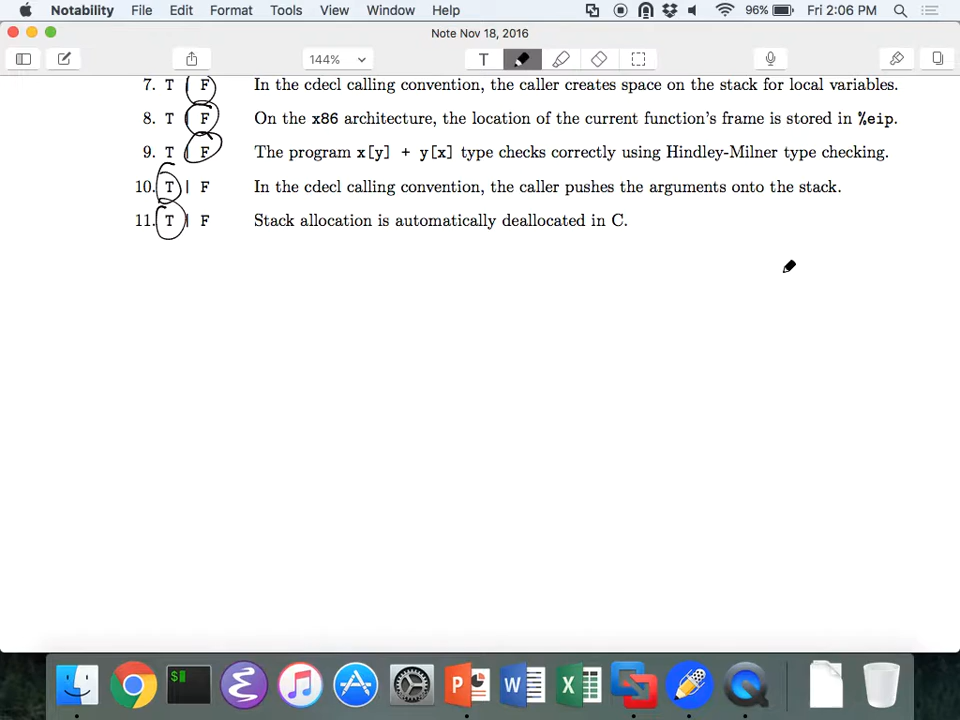 Notability File Edit Format Tools View Window Help 96% Fri 2:06 PM
Note Nov 18, 2016
144% T
7. T | F In the cdecl calling convention, the caller creates space on the stack for local variables.
8. T | F On the x86 architecture, the location of the current function's frame is stored in %eip.
9. T | F The program x[y] + y[x] type checks correctly using Hindley-Milner type checking.
10. T | F In the cdecl calling convention, the caller pushes the arguments onto the stack.
11. T | F Stack allocation is automatically deallocated in C.
$ P W X